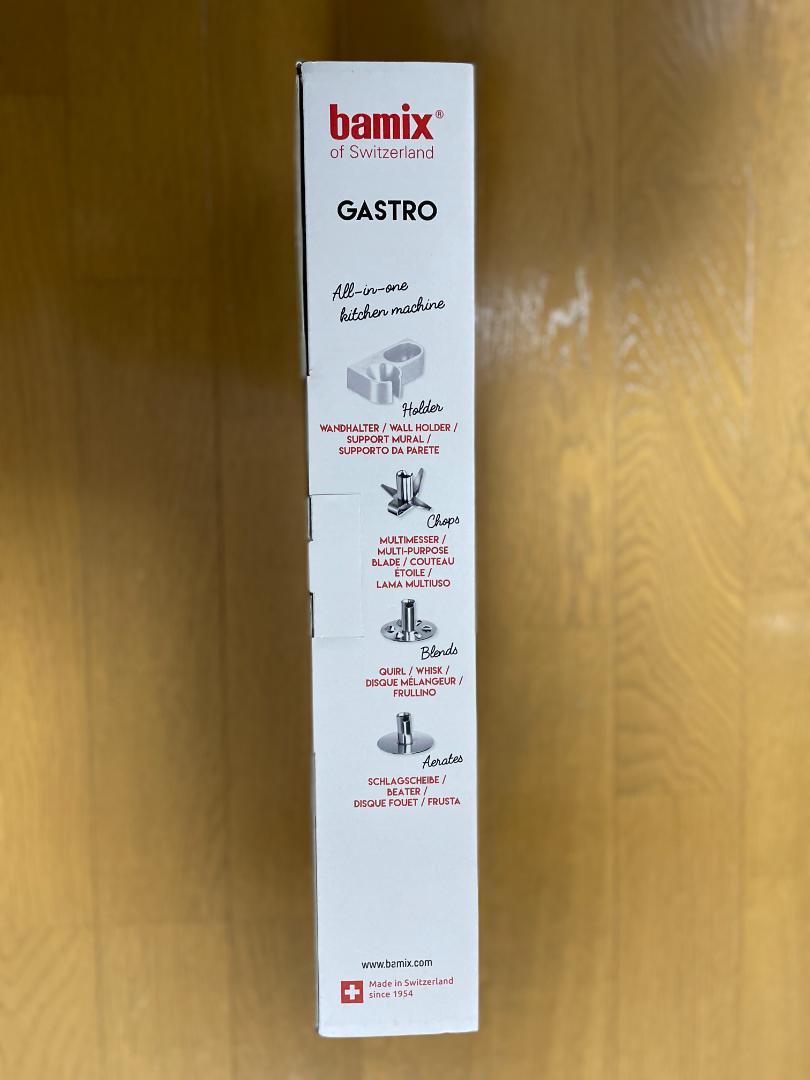 bamix®
of Switzerland
GASTRO
All-in-one
kitchen machine
Holder
WANDHALTER / WALL HOLDER /
SUPPORT MURAL /
SUPPORTO DA PARETE
Chops
MULTIMESSER /
MULTI-PURPOSE
BLADE / COUTEAU
ÉTOILE /
LAMA MULTIUSO
Blends
QUIRL / WHISK /
DISQUE MÉLANGEUR /
FRULLINO
Aerates
SCHLAGSCHEIBE /
BEATER /
DISQUE FOUET / FRUSTA
www.bamix.com
Made in Switzerland
since 1954